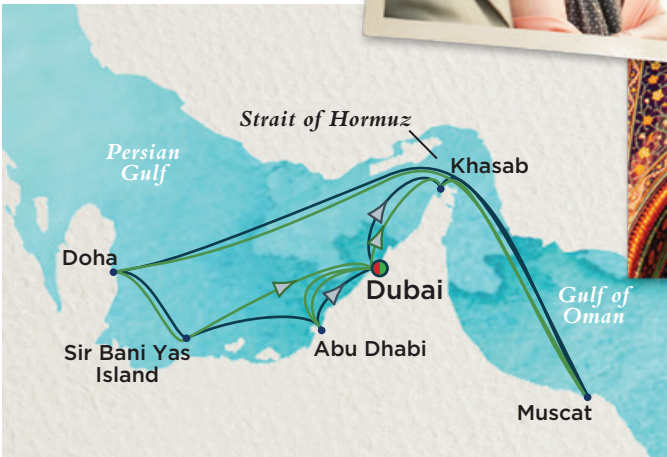 Strait of Hormuz
Persian
Gulf
Khasab
Doha
Dubai
Gulf of
Oman
Sir Bani Yas
Island
Abu Dhabi
Muscat